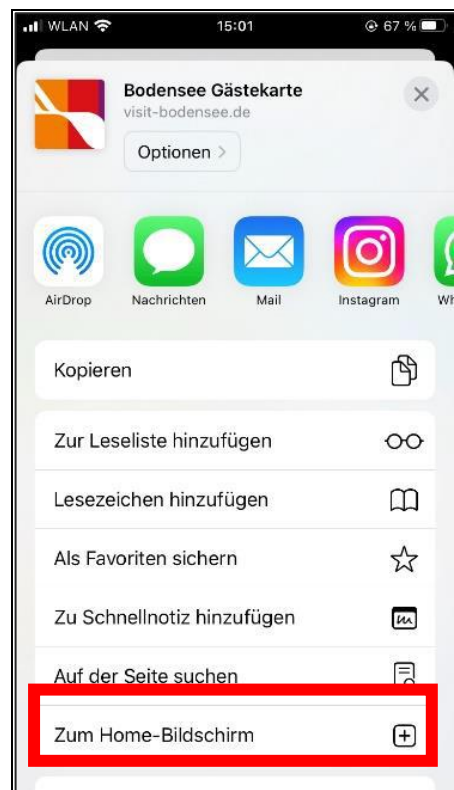 WLAN 15:01 67 %
Bodensee Gästekarte
visit-bodensee.de
Optionen
AirDrop Nachrichten Mail Instagram Wh
Kopieren
Zur Leseliste hinzufügen
Lesezeichen hinzufügen
Als Favoriten sichern
Zu Schnellnotiz hinzufügen
Auf der Seite suchen
Zum Home-Bildschirm